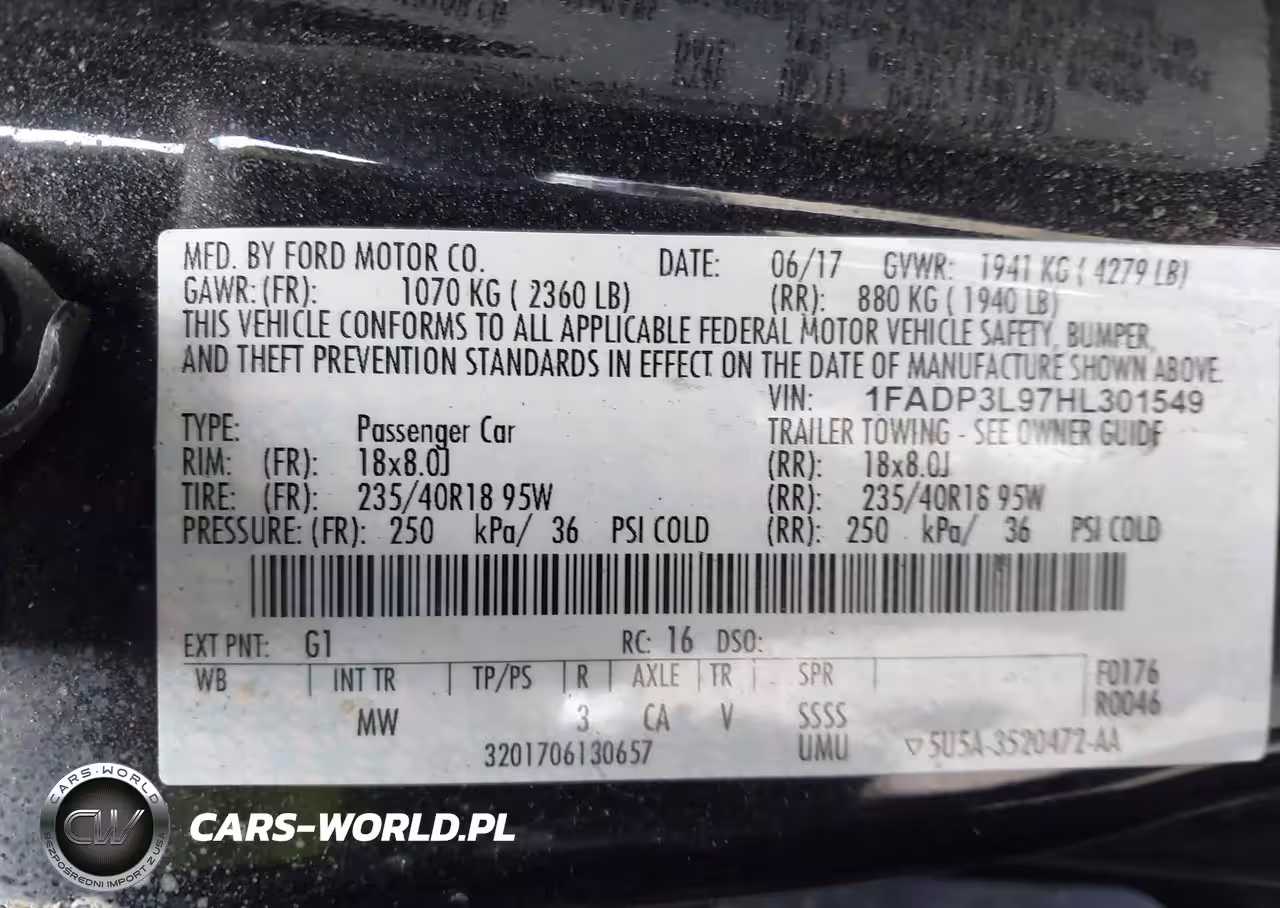 MFD. BY FORD MOTOR CO. DATE: 06/17 GVWR: 1941 KG ( 4279 LB)
GAWR: (FR): 1070 KG ( 2360 LB) (RR): 880 KG ( 1940 LB)
THIS VEHICLE CONFORMS TO ALL APPLICABLE FEDERAL MOTOR VEHICLE SAFETY, BUMPER,
AND THEFT PREVENTION STANDARDS IN EFFECT ON THE DATE OF MANUFACTURE SHOWN ABOVE.
VIN: 1FADP3L97HL301549
TYPE: Passenger Car TRAILER TOWING - SEE OWNER GUIDE
RIM: (FR): 18x8.0J (RR): 18x8.0J
TIRE: (FR): 235/40R18 95W (RR): 235/40R18 95W
PRESSURE: (FR): 250 kPa/ 36 PSI COLD (RR): 250 kPa/ 36 PSI COLD
EXT PNT: G1 RC: 16 DSO:
WB INT TR TP/PS R AXLE TR SPR F0176
MW 3 CA V SSSS R0046
3201706130657 UMU 5U5A-3520472-AA
CARS-WORLD
CW
BEZPOŚREDNI IMPORT Z USA
CARS-WORLD.PL